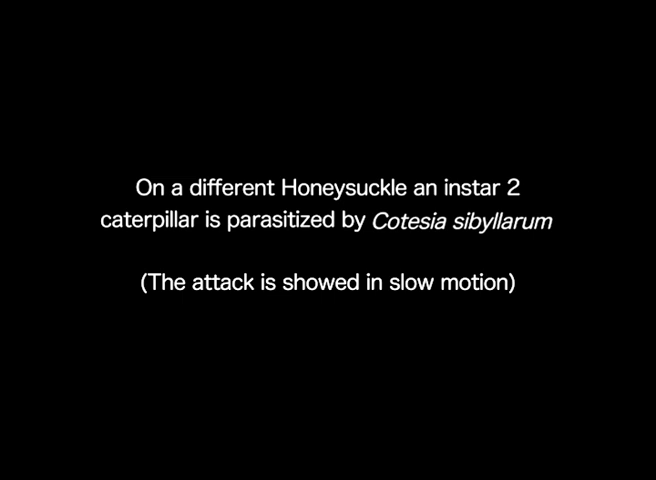 On a different Honeysuckle an instar 2
caterpillar is parasitized by Cotesia sibyllarum
(The attack is showed in slow motion)